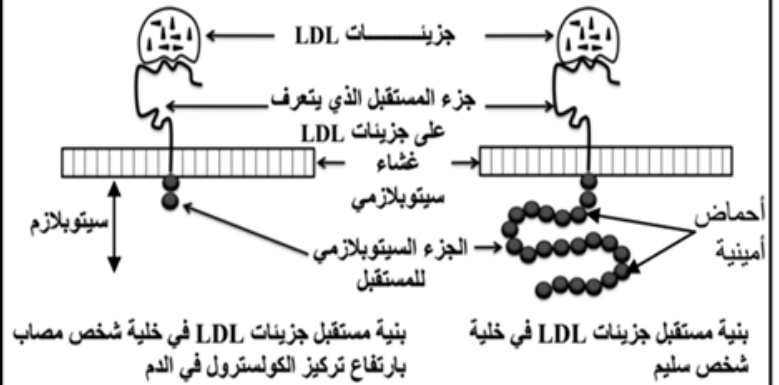 جزيئــــــات LDL
جزء المستقبل الذي يتعرف
على جزيئات LDL
غشاء
سيتوبلازمي
أحماض
أمينية
سيتوبلازم
الجزء السيتوبلازمي
للمستقبل
بنية مستقبل جزيئات LDL في خلية
شخص سليم
بنية مستقبل جزيئات LDL في خلية شخص مصاب
بارتفاع تركيز الكولسترول في الدم